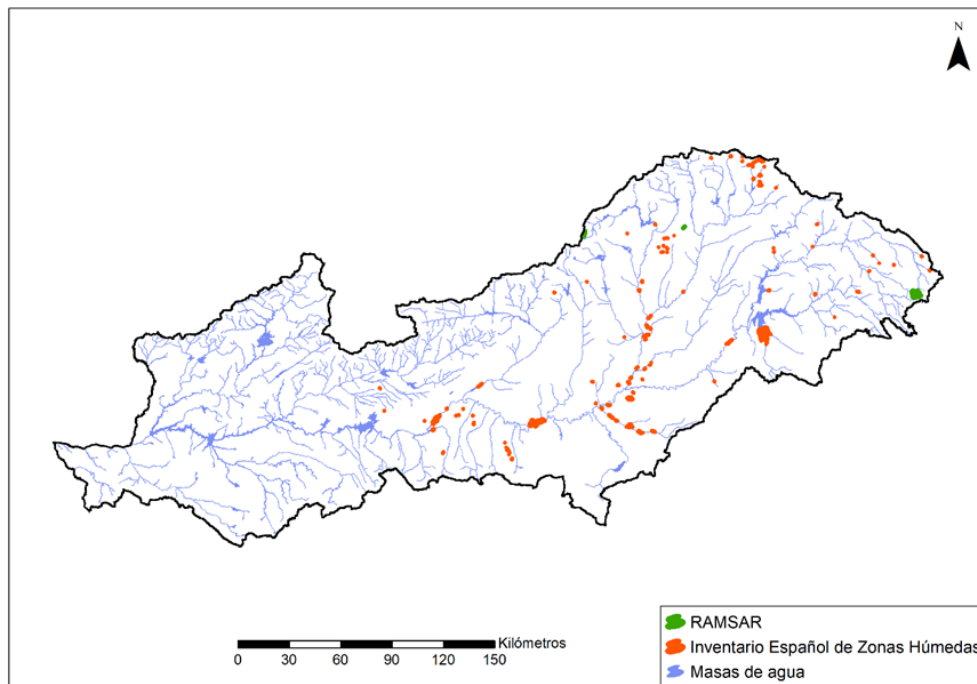 N
Kilómetros
0 30 60 90 120 150
RAMSAR
Inventario Español de Zonas Húmedas
Masas de agua